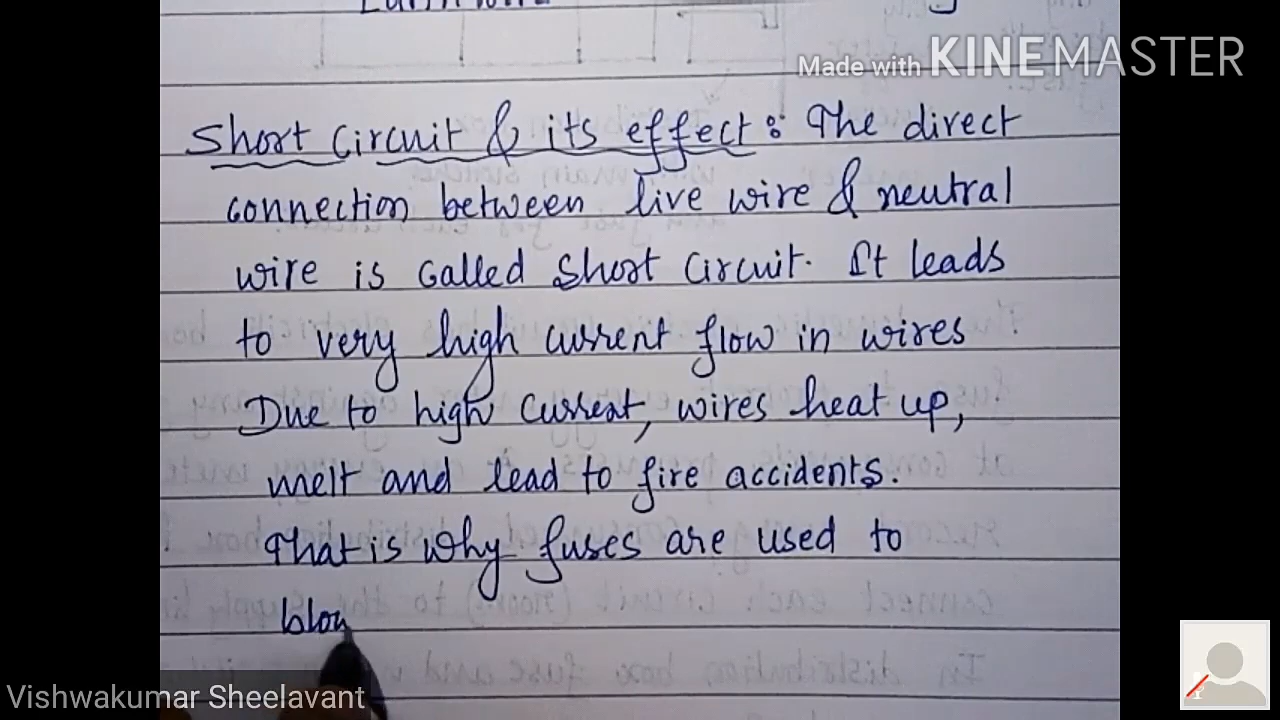 Made with KINEMASTER
Short Circuit & its effect : The direct
connection between live wire & neutral
wire is called Short Circuit. It leads
to very high current flow in wires
Due to high current, wires heat up,
melt and lead to fire accidents.
That is why fuses are used to
blow
Vishwakumar Sheelavant